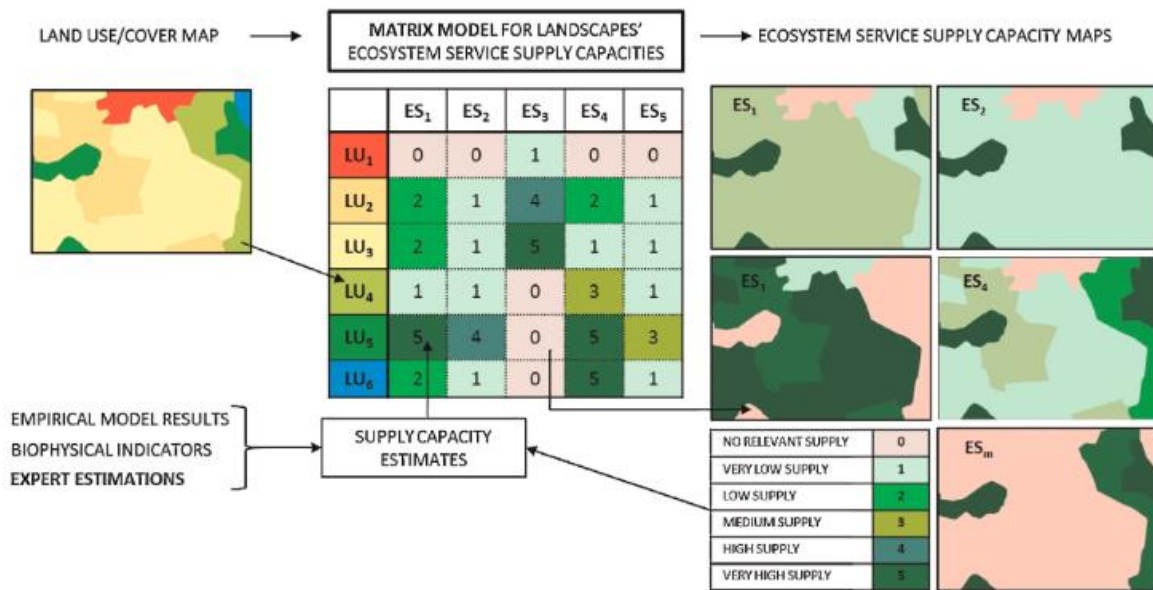 LAND USE/COVER MAP
MATRIX MODEL FOR LANDSCAPES'
ECOSYSTEM SERVICE SUPPLY CAPACITIES
ECOSYSTEM SERVICE SUPPLY CAPACITY MAPS
ES1 ES2 ES3 ES4 ES5
LU1 0 0 1 0 0
LU2 2 1 4 2 1
LU3 2 1 5 1 1
LU4 1 1 0 3 1
LU5 5 4 0 5 3
LU6 2 1 0 5 1
ES1
ES2
ES3
ES4
ESm
EMPIRICAL MODEL RESULTS
BIOPHYSICAL INDICATORS
EXPERT ESTIMATIONS
SUPPLY CAPACITY
ESTIMATES
NO RELEVANT SUPPLY 0
VERY LOW SUPPLY 1
LOW SUPPLY 2
MEDIUM SUPPLY 3
HIGH SUPPLY 4
VERY HIGH SUPPLY 5